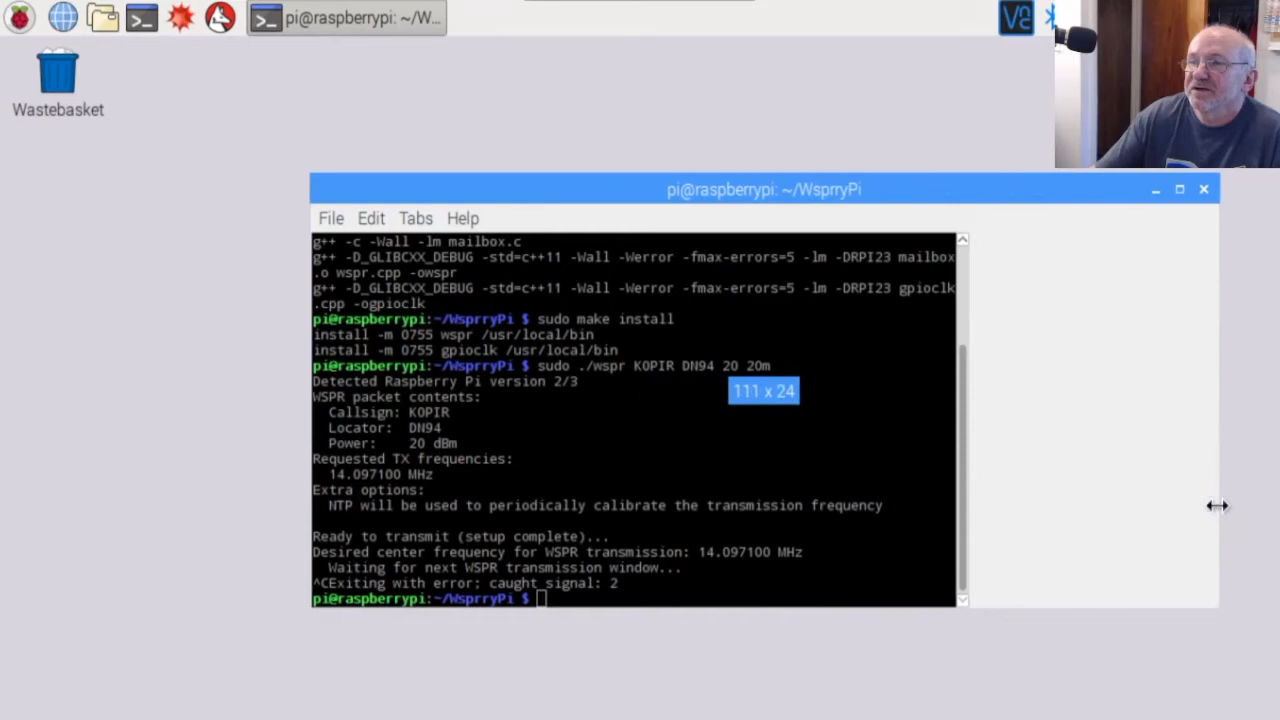 pi@raspberrypi: ~/W...
Wastebasket
pi@raspberrypi: ~/WsprryPi
File Edit Tabs Help
g++ -c -Wall -lm mailbox.c
g++ -D_GLIBCXX_DEBUG -std=c++11 -Wall -Werror -fmax-errors=5 -lm -DRPI23 mailbox
.o wspr.cpp -owspr
g++ -D_GLIBCXX_DEBUG -std=c++11 -Wall -Werror -fmax-errors=5 -lm -DRPI23 gpioclk
.cpp -ogpioclk
pi@raspberrypi:~/WsprryPi $ sudo make install
install -m 0755 wspr /usr/local/bin
install -m 0755 gpioclk /usr/local/bin
pi@raspberrypi:~/WsprryPi $ sudo ./wspr K0PIR DN94 20 20m
Detected Raspberry Pi version 2/3
WSPR packet contents:
Callsign: K0PIR
Locator: DN94
Power: 20 dBm
Requested TX frequencies:
14.097100 MHz
Extra options:
NTP will be used to periodically calibrate the transmission frequency
Ready to transmit (setup complete)...
Desired center frequency for WSPR transmission: 14.097100 MHz
Waiting for next WSPR transmission window...
^CExiting with error: caught signal: 2
pi@raspberrypi:~/WsprryPi $
111 x 24